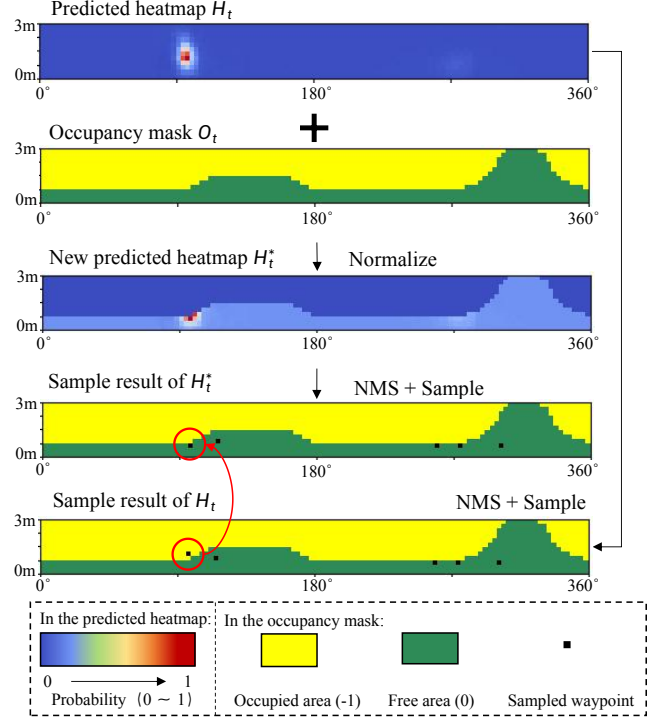 Predicted heatmap H_t
3m
0m
0° 180° 360°
+
Occupancy mask O_t
3m
0m
0° 180° 360°
New predicted heatmap H_t^* Normalize
3m
0m
0° 180° 360°
Sample result of H_t^* NMS + Sample
3m
0m
0° 180° 360°
Sample result of H_t NMS + Sample
3m
0m
0° 180° 360°
In the predicted heatmap:
0 1
Probability (0 ~ 1)
In the occupancy mask:
Occupied area (-1) Free area (0) Sampled waypoint